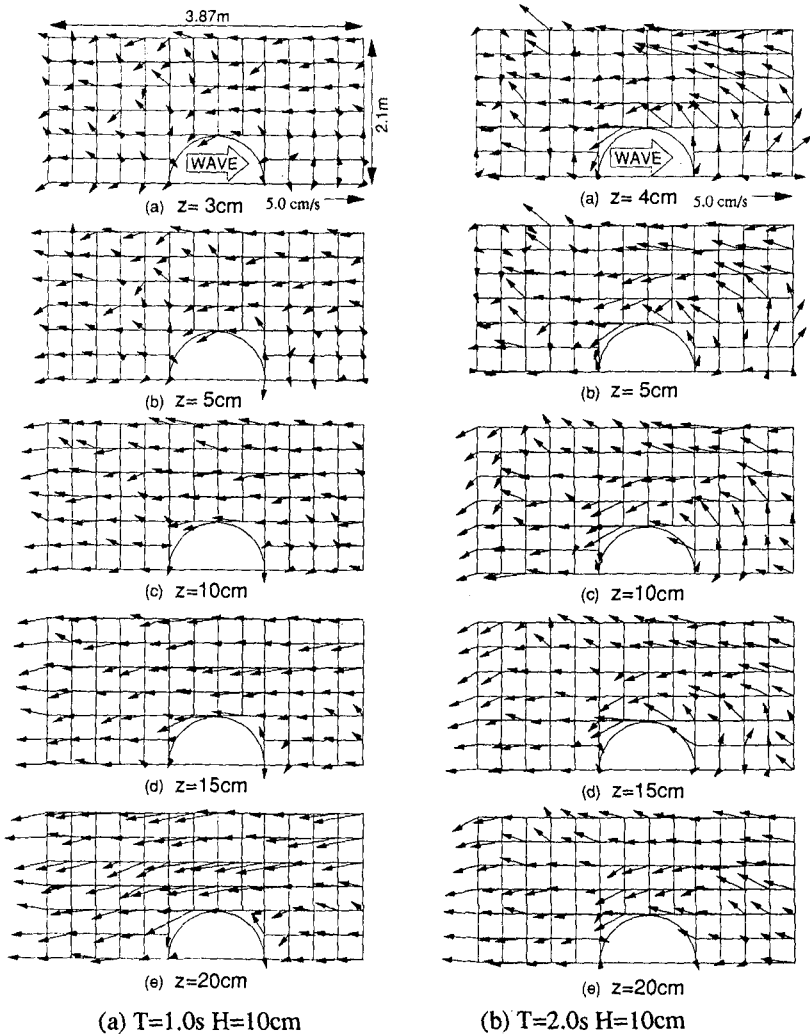 3.87m
2.1m
WAVE
(a) z= 3cm
5.0 cm/s
(b) z= 5cm
(c) z=10cm
(d) z=15cm
(e) z=20cm
(a) T=1.0s H=10cm
WAVE
(a) z= 4cm
5.0 cm/s
(b) z= 5cm
(c) z=10cm
(d) z=15cm
(e) z=20cm
(b) T=2.0s H=10cm